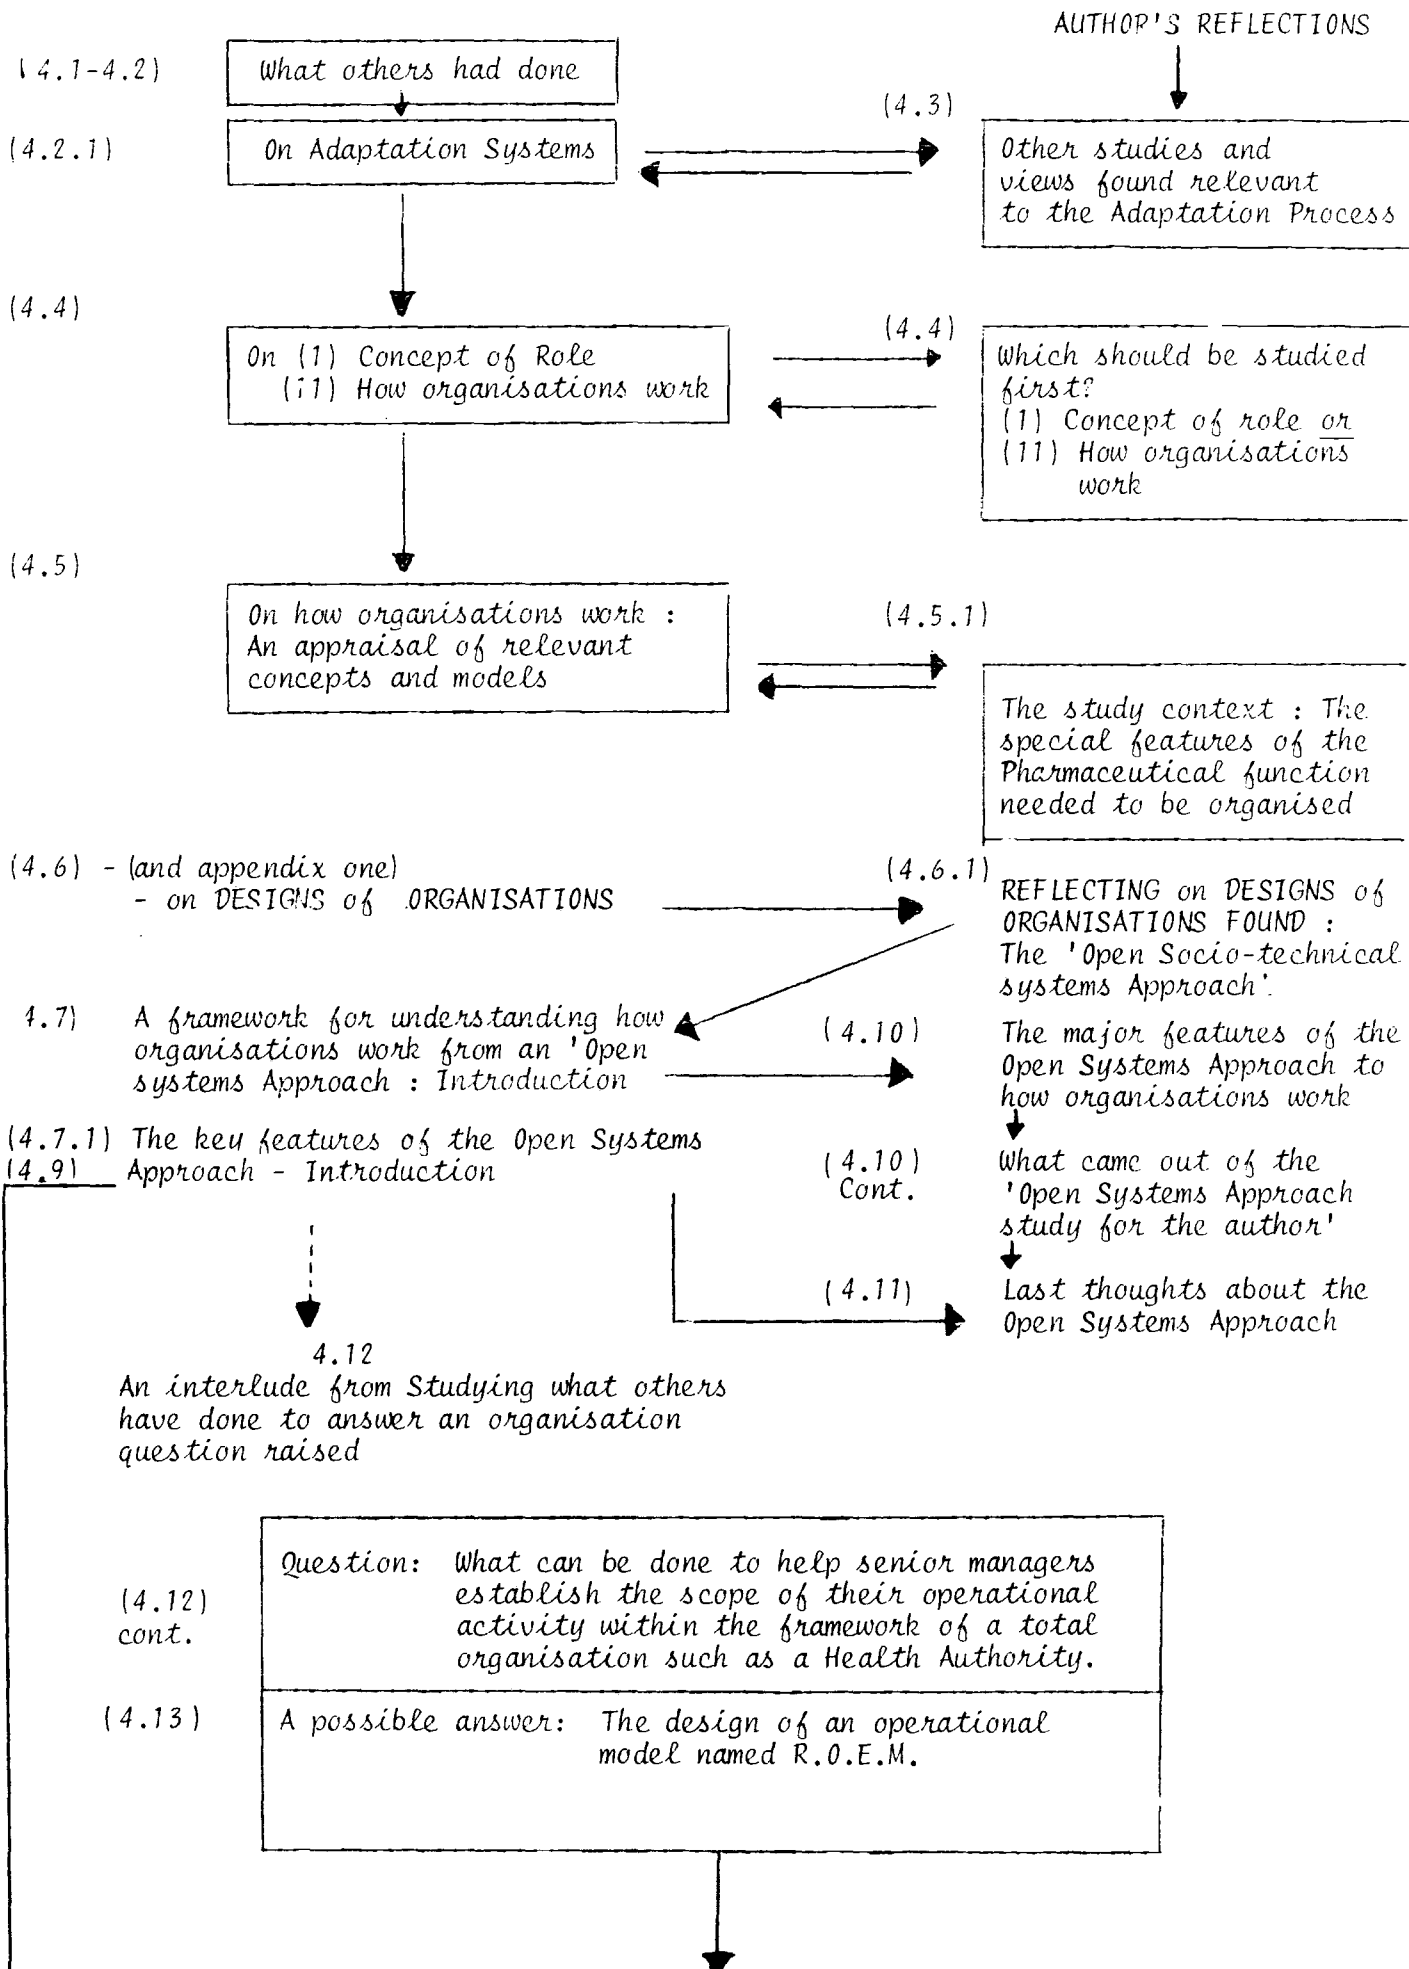 AUTHOR'S REFLECTIONS
(4.1-4.2)
What others had done
(4.2.1)
On Adaptation Systems
(4.3)
Other studies and
views found relevant
to the Adaptation Process
(4.4)
On (1) Concept of Role
(11) How organisations work
(4.4)
Which should be studied
first?
(1) Concept of role or
(11) How organisations
work
(4.5)
On how organisations work :
An appraisal of relevant
concepts and models
(4.5.1)
The study context : The
special features of the
Pharmaceutical function
needed to be organised
(4.6) - (and appendix one)
- on DESIGNS of ORGANISATIONS
(4.6.1)
REFLECTING on DESIGNS of
ORGANISATIONS FOUND :
The 'Open Socio-technical
systems Approach'.
4.7)
A framework for understanding how
organisations work from an 'Open
systems Approach : Introduction
(4.10)
The major features of the
Open Systems Approach to
how organisations work
(4.7.1) The key features of the Open Systems
(4.9) Approach - Introduction
(4.10)
Cont.
What came out of the
'Open Systems Approach
study for the author'
(4.11)
Last thoughts about the
Open Systems Approach
4.12
An interlude from Studying what others
have done to answer an organisation
question raised
(4.12)
cont.
Question: What can be done to help senior managers
establish the scope of their operational
activity within the framework of a total
organisation such as a Health Authority.
(4.13)
A possible answer: The design of an operational
model named R.O.E.M.